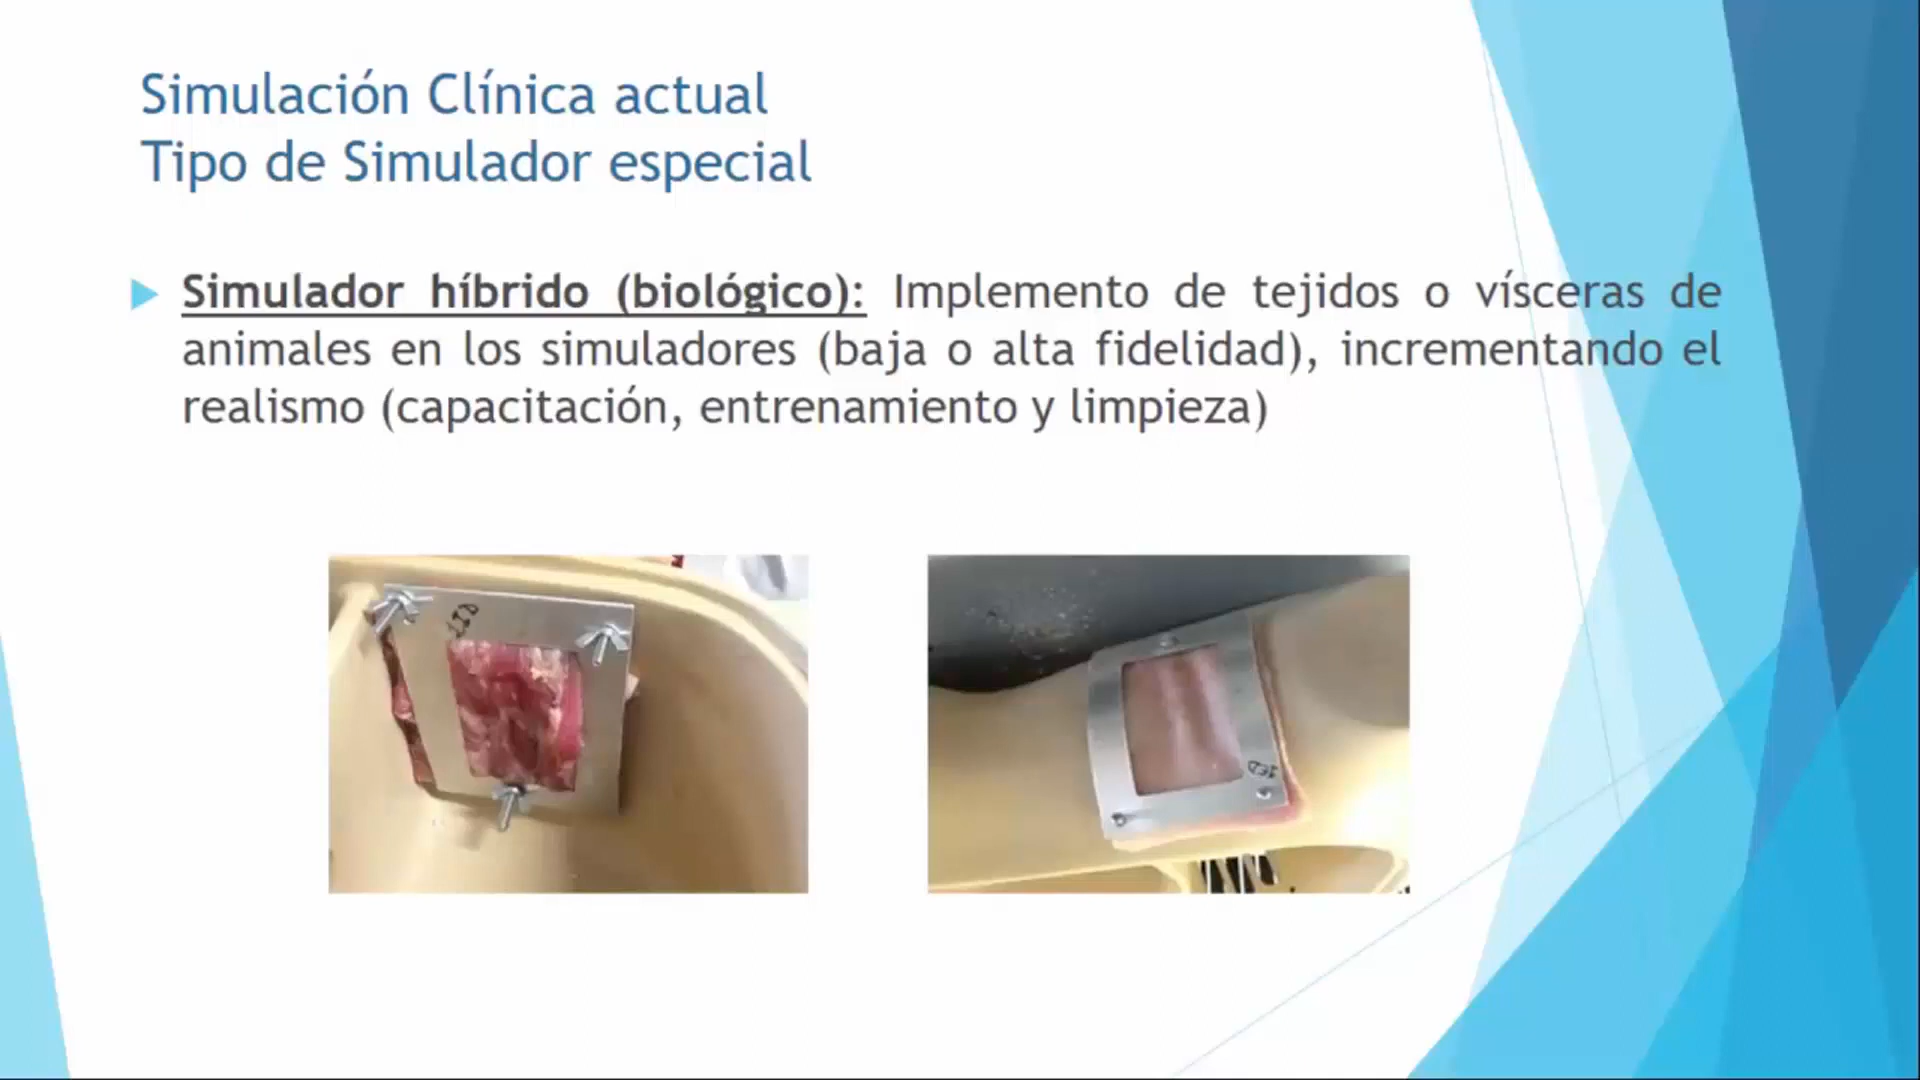 Simulación Clínica actual
Tipo de Simulador especial
Simulador híbrido (biológico): Implemento de tejidos o vísceras de
animales en los simuladores (baja o alta fidelidad), incrementando el
realismo (capacitación, entrenamiento y limpieza)